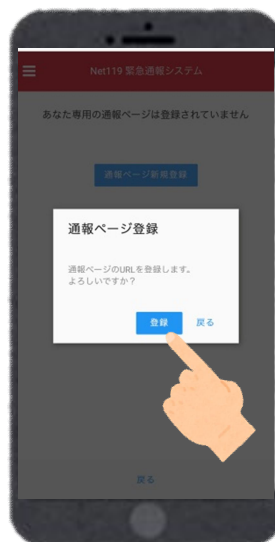 Net119 緊急通報システム
あなた専用の通報ページは登録されていません
通報ページ新規登録
通報ページ登録
通報ページのURLを登録します。
よろしいですか？
登録 戻る
戻る